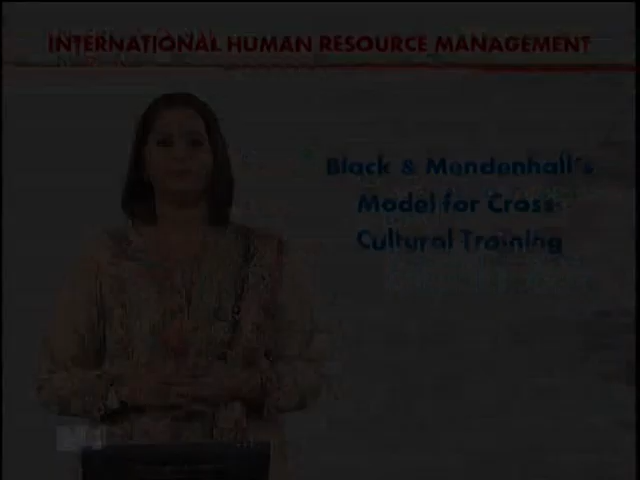 INTERNATIONAL HUMAN RESOURCE MANAGEMENT
Black & Mendenhall's
Model for Cross-
Cultural Training